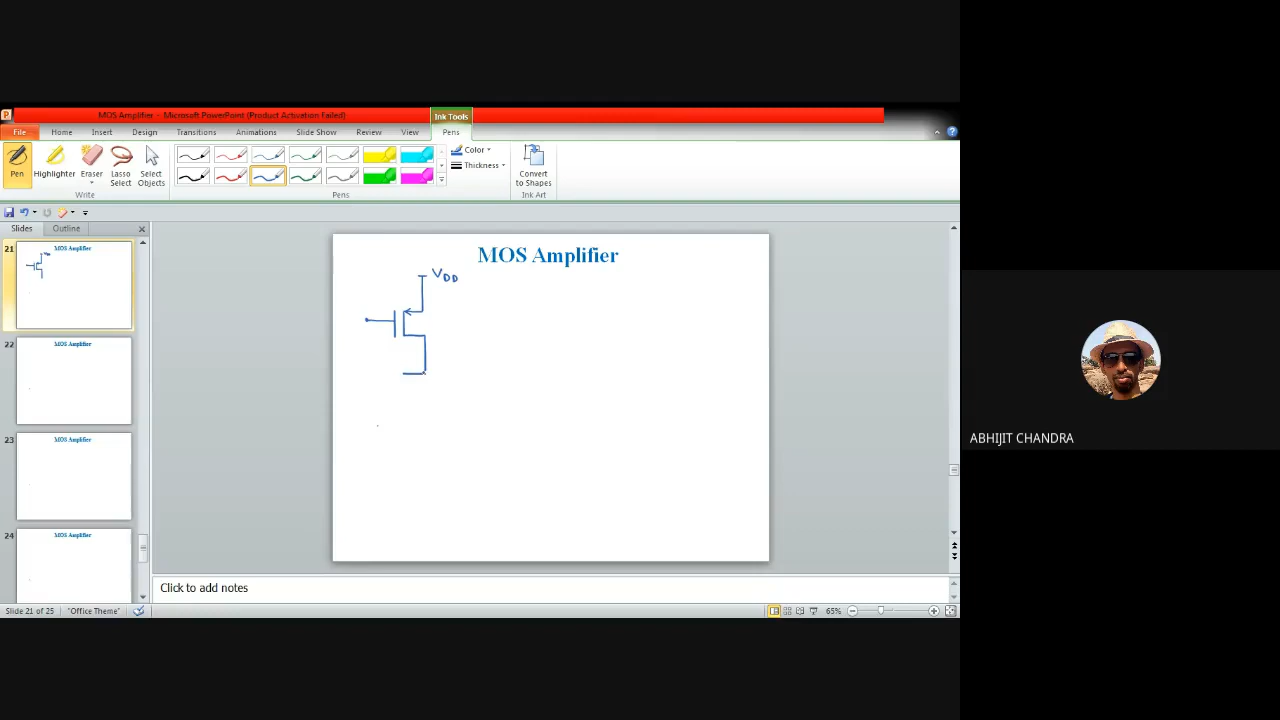 MOS Amplifier - Microsoft PowerPoint (Product Activation Failed)
Ink Tools
File Home Insert Design Transitions Animations Slide Show Review View Pens
Pen Highlighter Eraser Lasso Select Select Objects
Color
Thickness
Convert to Shapes
Write Pens Ink Art
Slides Outline
21 MOS Amplifier
22 MOS Amplifier
23 MOS Amplifier
24 MOS Amplifier
MOS Amplifier
VDD
ABHIJIT CHANDRA
Click to add notes
Slide 21 of 25 "Office Theme" 65%